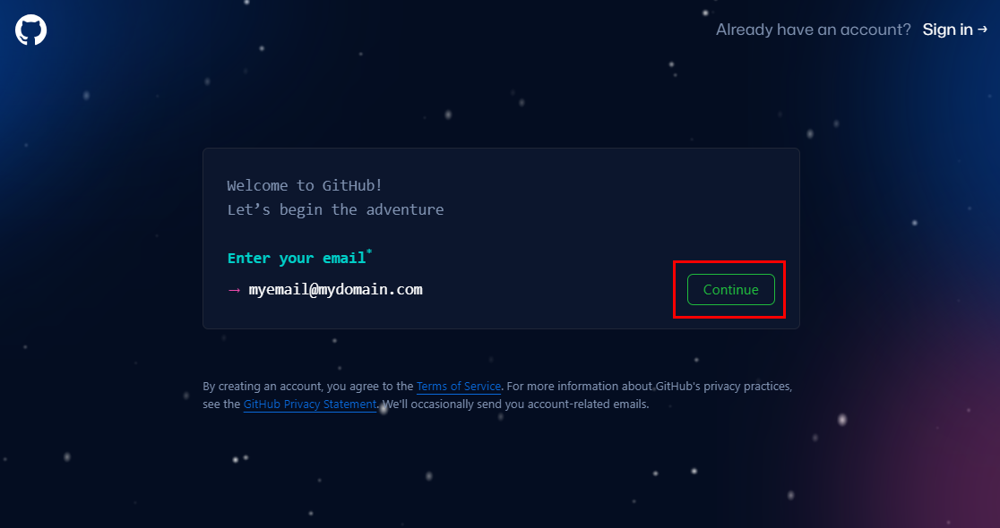 Already have an account? Sign in →
Welcome to GitHub!
Let’s begin the adventure
Enter your email*
→ myemail@mydomain.com
Continue
By creating an account, you agree to the Terms of Service. For more information about GitHub's privacy practices,
see the GitHub Privacy Statement. We'll occasionally send you account-related emails.